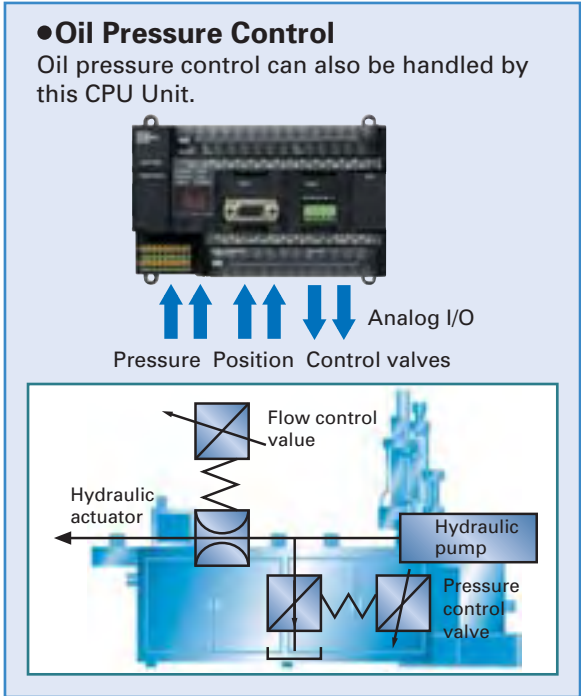 ●Oil Pressure Control
Oil pressure control can also be handled by
this CPU Unit.
Analog I/O
Pressure Position Control valves
Flow control
value
Hydraulic
actuator
Hydraulic
pump
Pressure
control
valve